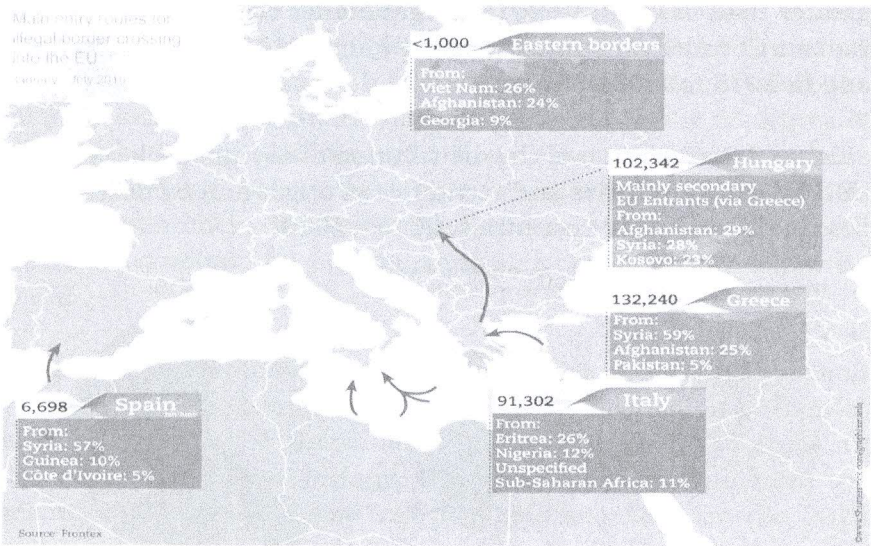 Main entry routes for
illegal border crossing
into the EU
January - July
<1,000 Eastern borders
From:
Viet Nam: 26%
Afghanistan: 24%
Georgia: 9%
102,342 Hungary
Mainly secondary
EU Entrants (via Greece)
From:
Afghanistan: 29%
Syria: 28%
Kosovo: 23%
132,240 Greece
From:
Syria: 59%
Afghanistan: 25%
Pakistan: 5%
6,698 Spain
From:
Syria: 57%
Guinea: 10%
Côte d'Ivoire: 5%
91,302 Italy
From:
Eritrea: 26%
Nigeria: 12%
Unspecified
Sub-Saharan Africa: 11%
Source: Frontex